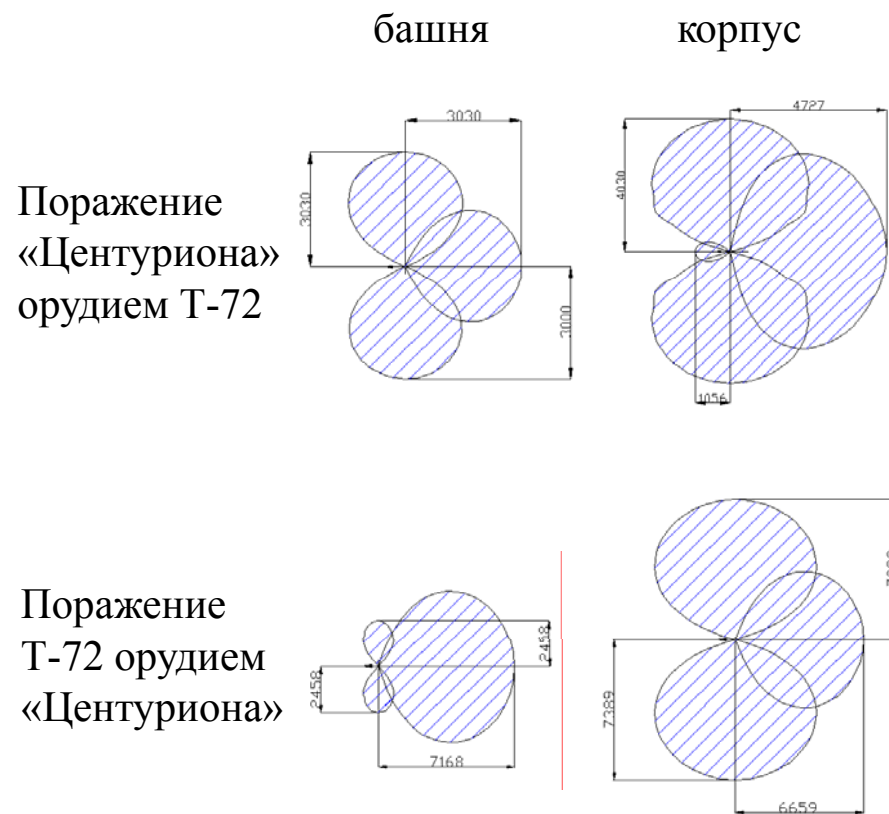 башня корпус
3030
4727
3030
4030
Поражение
«Центуриона»
орудием Т-72
3000
1056
Поражение
Т-72 орудием
«Центуриона»
2458
2458
7168
7389
6659